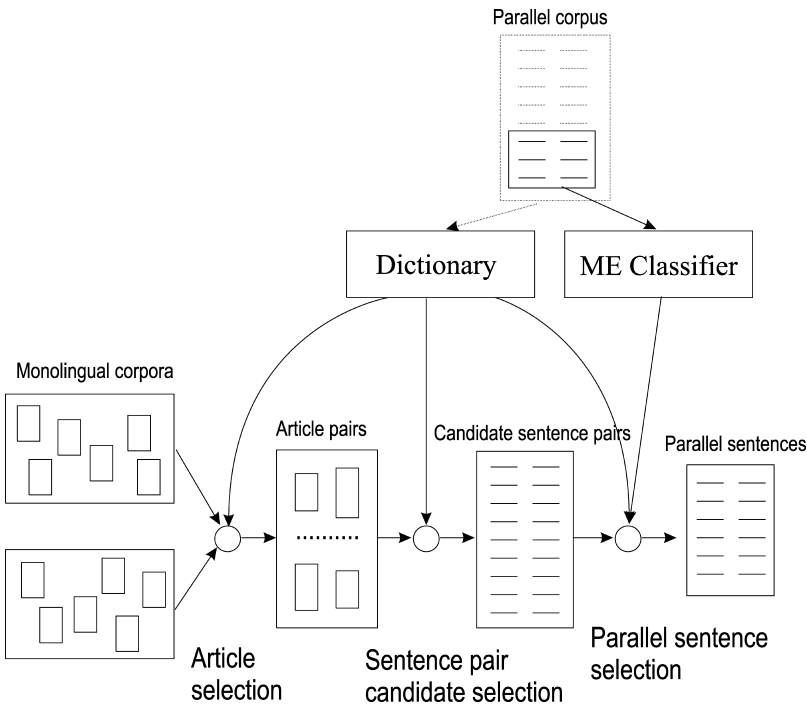 Parallel corpus
Dictionary
ME Classifier
Monolingual corpora
Article pairs
Candidate sentence pairs
Parallel sentences
Article
selection
Sentence pair
candidate selection
Parallel sentence
selection